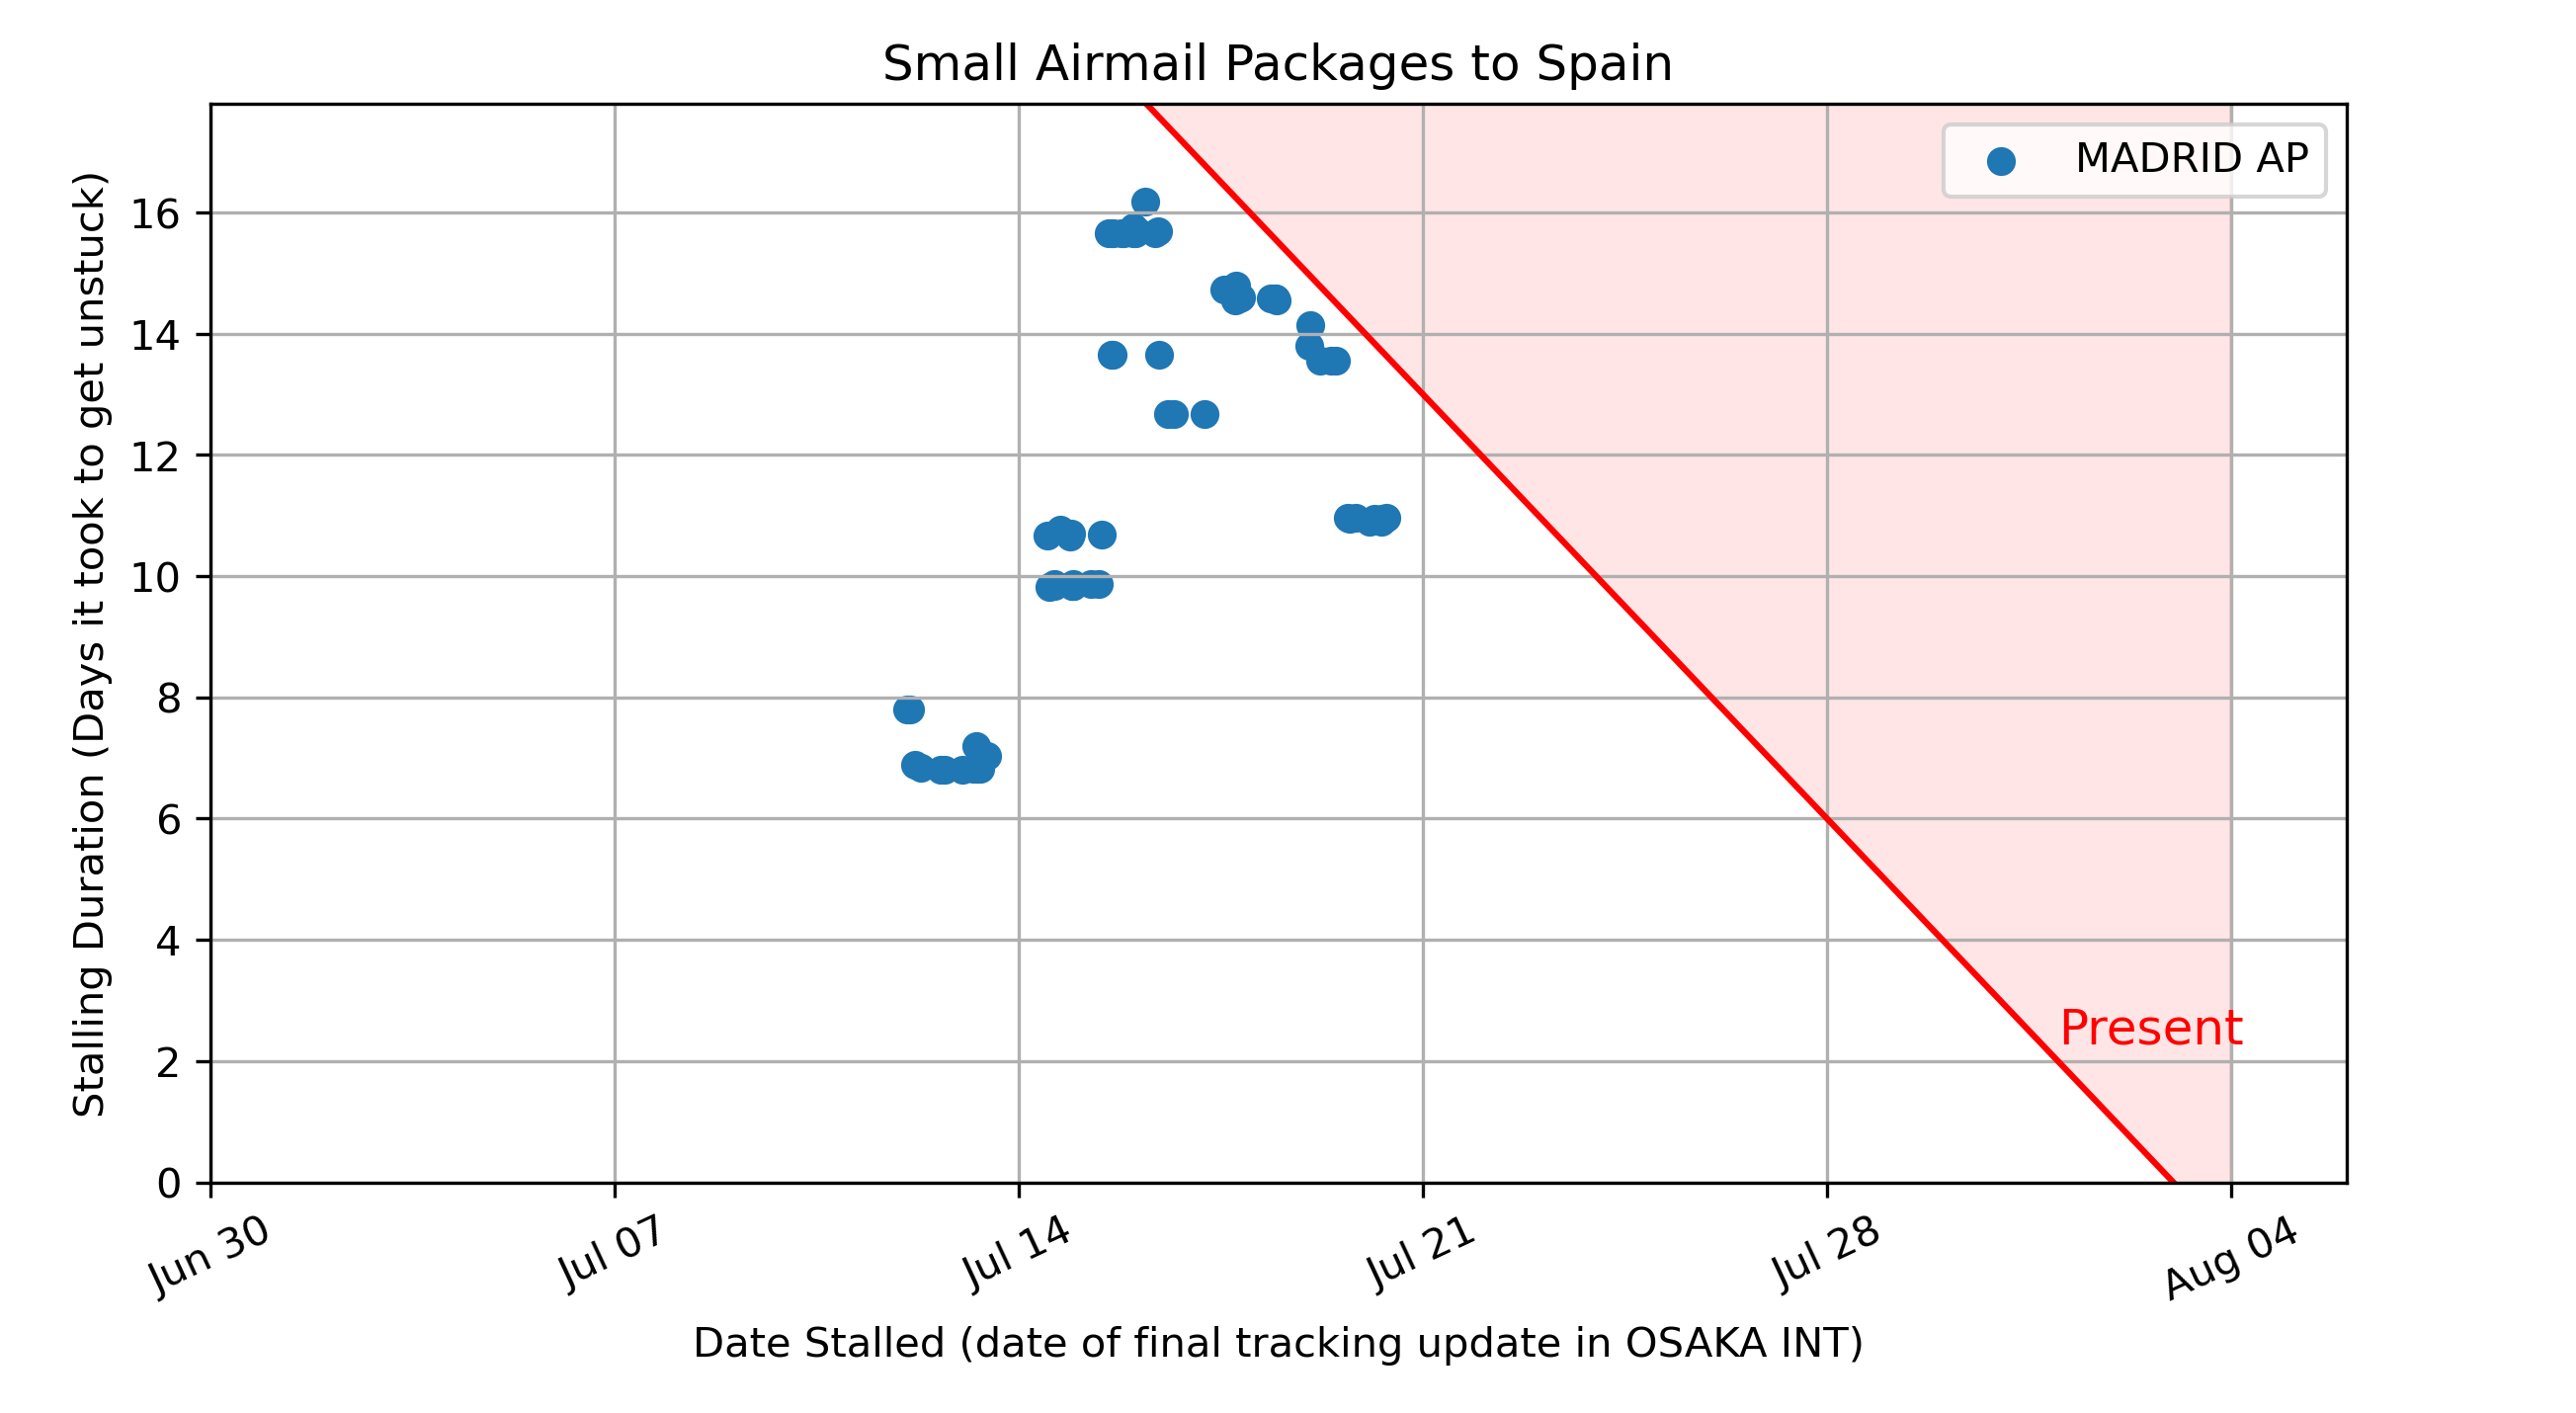 Small Airmail Packages to Spain
MADRID AP
Stalling Duration (Days it took to get unstuck)
16
14
12
10
8
6
4
2
0
Present
Jun 30
Jul 07
Jul 14
Jul 21
Jul 28
Aug 04
Date Stalled (date of final tracking update in OSAKA INT)